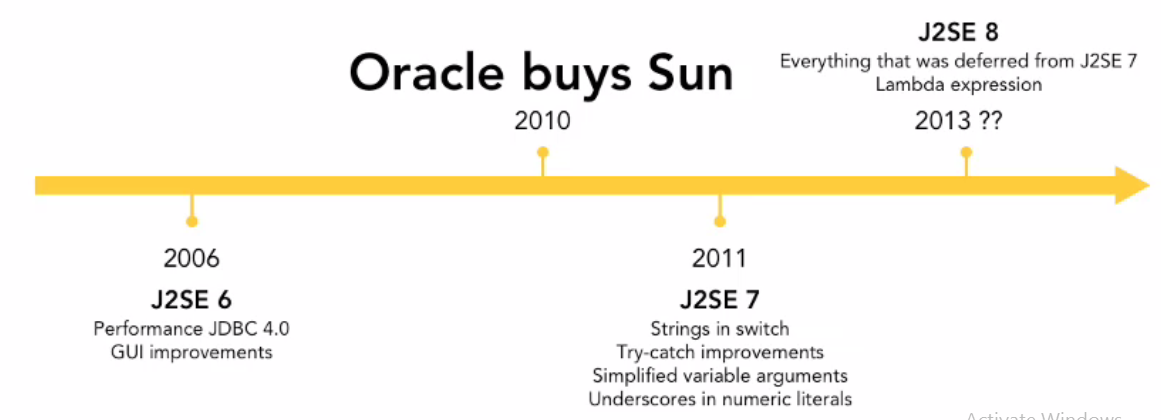 Oracle buys Sun
2010
J2SE 8
Everything that was deferred from J2SE 7
Lambda expression
2013 ??
2006
J2SE 6
Performance JDBC 4.0
GUI improvements
2011
J2SE 7
Strings in switch
Try-catch improvements
Simplified variable arguments
Underscores in numeric literals
Activate Windows